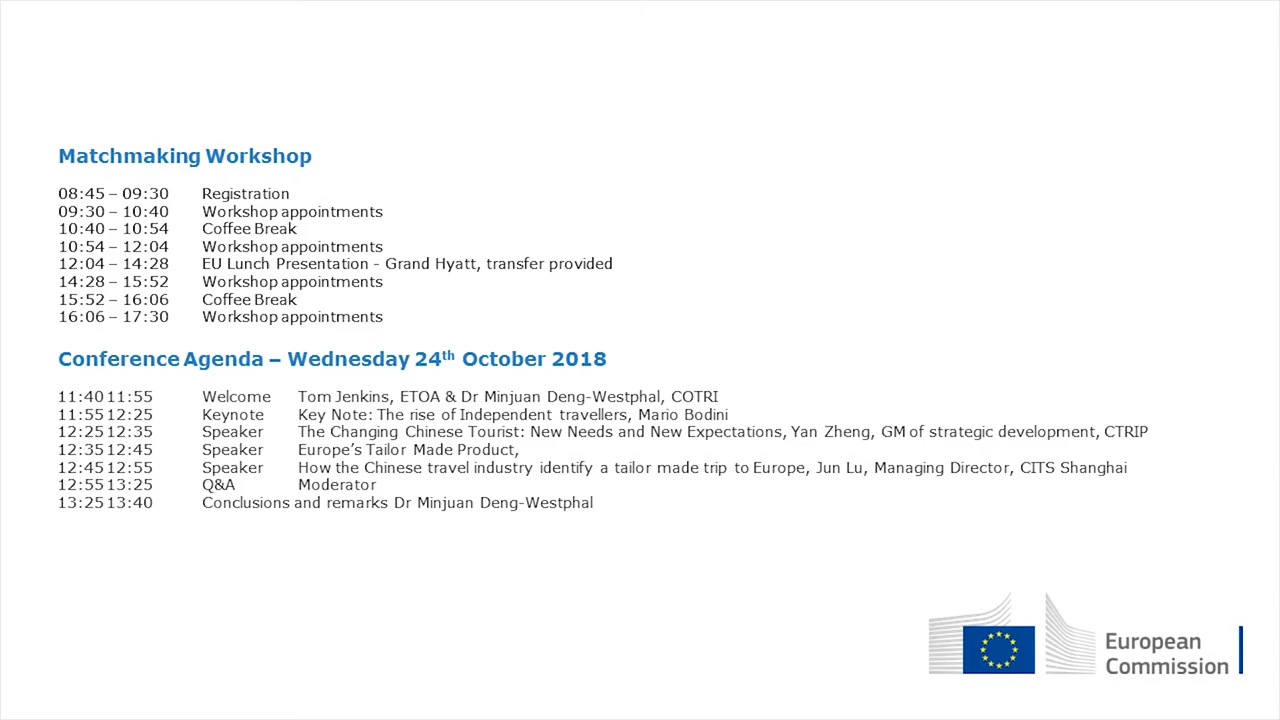 Matchmaking Workshop
08:45 – 09:30 Registration
09:30 – 10:40 Workshop appointments
10:40 – 10:54 Coffee Break
10:54 – 12:04 Workshop appointments
12:04 – 14:28 EU Lunch Presentation - Grand Hyatt, transfer provided
14:28 – 15:52 Workshop appointments
15:52 – 16:06 Coffee Break
16:06 – 17:30 Workshop appointments
Conference Agenda – Wednesday 24th October 2018
11:40 11:55 Welcome Tom Jenkins, ETOA & Dr Minjuan Deng-Westphal, COTRI
11:55 12:25 Keynote Key Note: The rise of Independent travellers, Mario Bodini
12:25 12:35 Speaker The Changing Chinese Tourist: New Needs and New Expectations, Yan Zheng, GM of strategic development, CTRIP
12:35 12:45 Speaker Europe’s Tailor Made Product,
12:45 12:55 Speaker How the Chinese travel industry identify a tailor made trip to Europe, Jun Lu, Managing Director, CITS Shanghai
12:55 13:25 Q&A Moderator
13:25 13:40 Conclusions and remarks Dr Minjuan Deng-Westphal
European
Commission